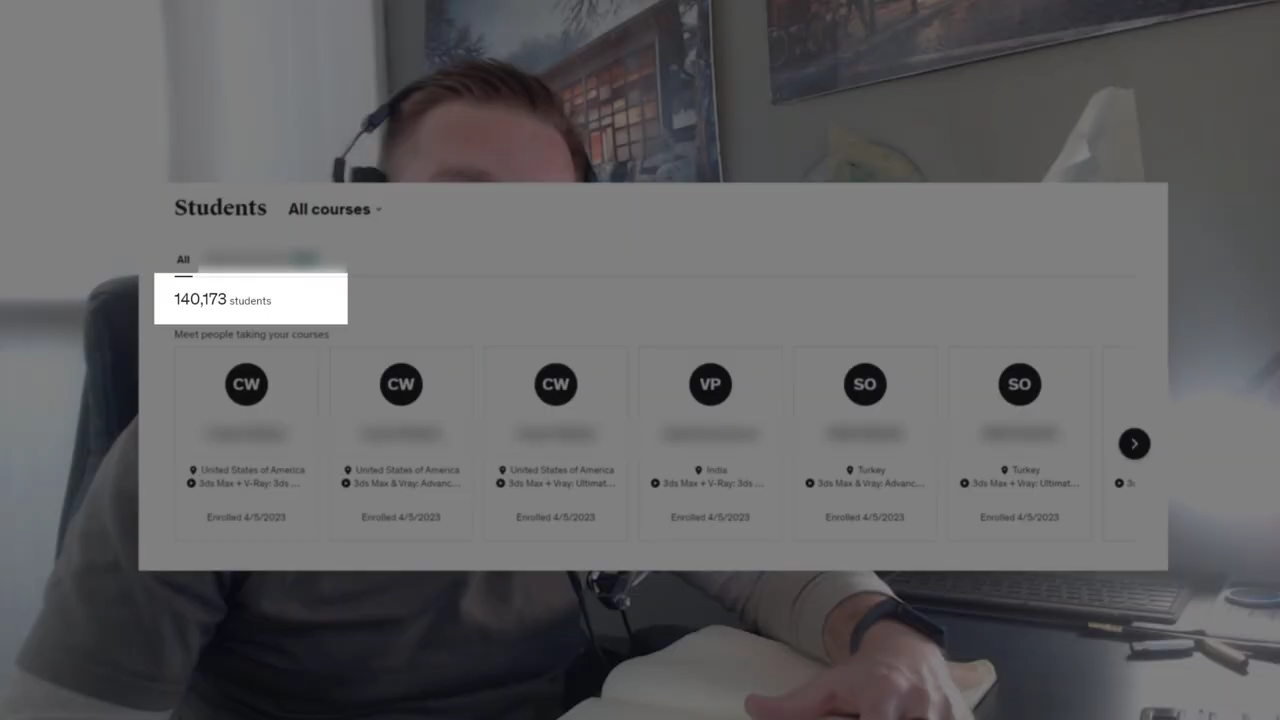 Students All courses
All
140,173 students
Meet people taking your courses
CW CW CW VP SO SO
United States of America United States of America United States of America India Turkey Turkey
3ds Max + V-Ray: 3ds ... 3ds Max & Vray: Advanc... 3ds Max + Vray: Ultimat... 3ds Max + V-Ray: 3ds ... 3ds Max & Vray: Advanc... 3ds Max + Vray: Ultimat...
Enrolled 4/5/2023 Enrolled 4/5/2023 Enrolled 4/5/2023 Enrolled 4/5/2023 Enrolled 4/5/2023 Enrolled 4/5/2023